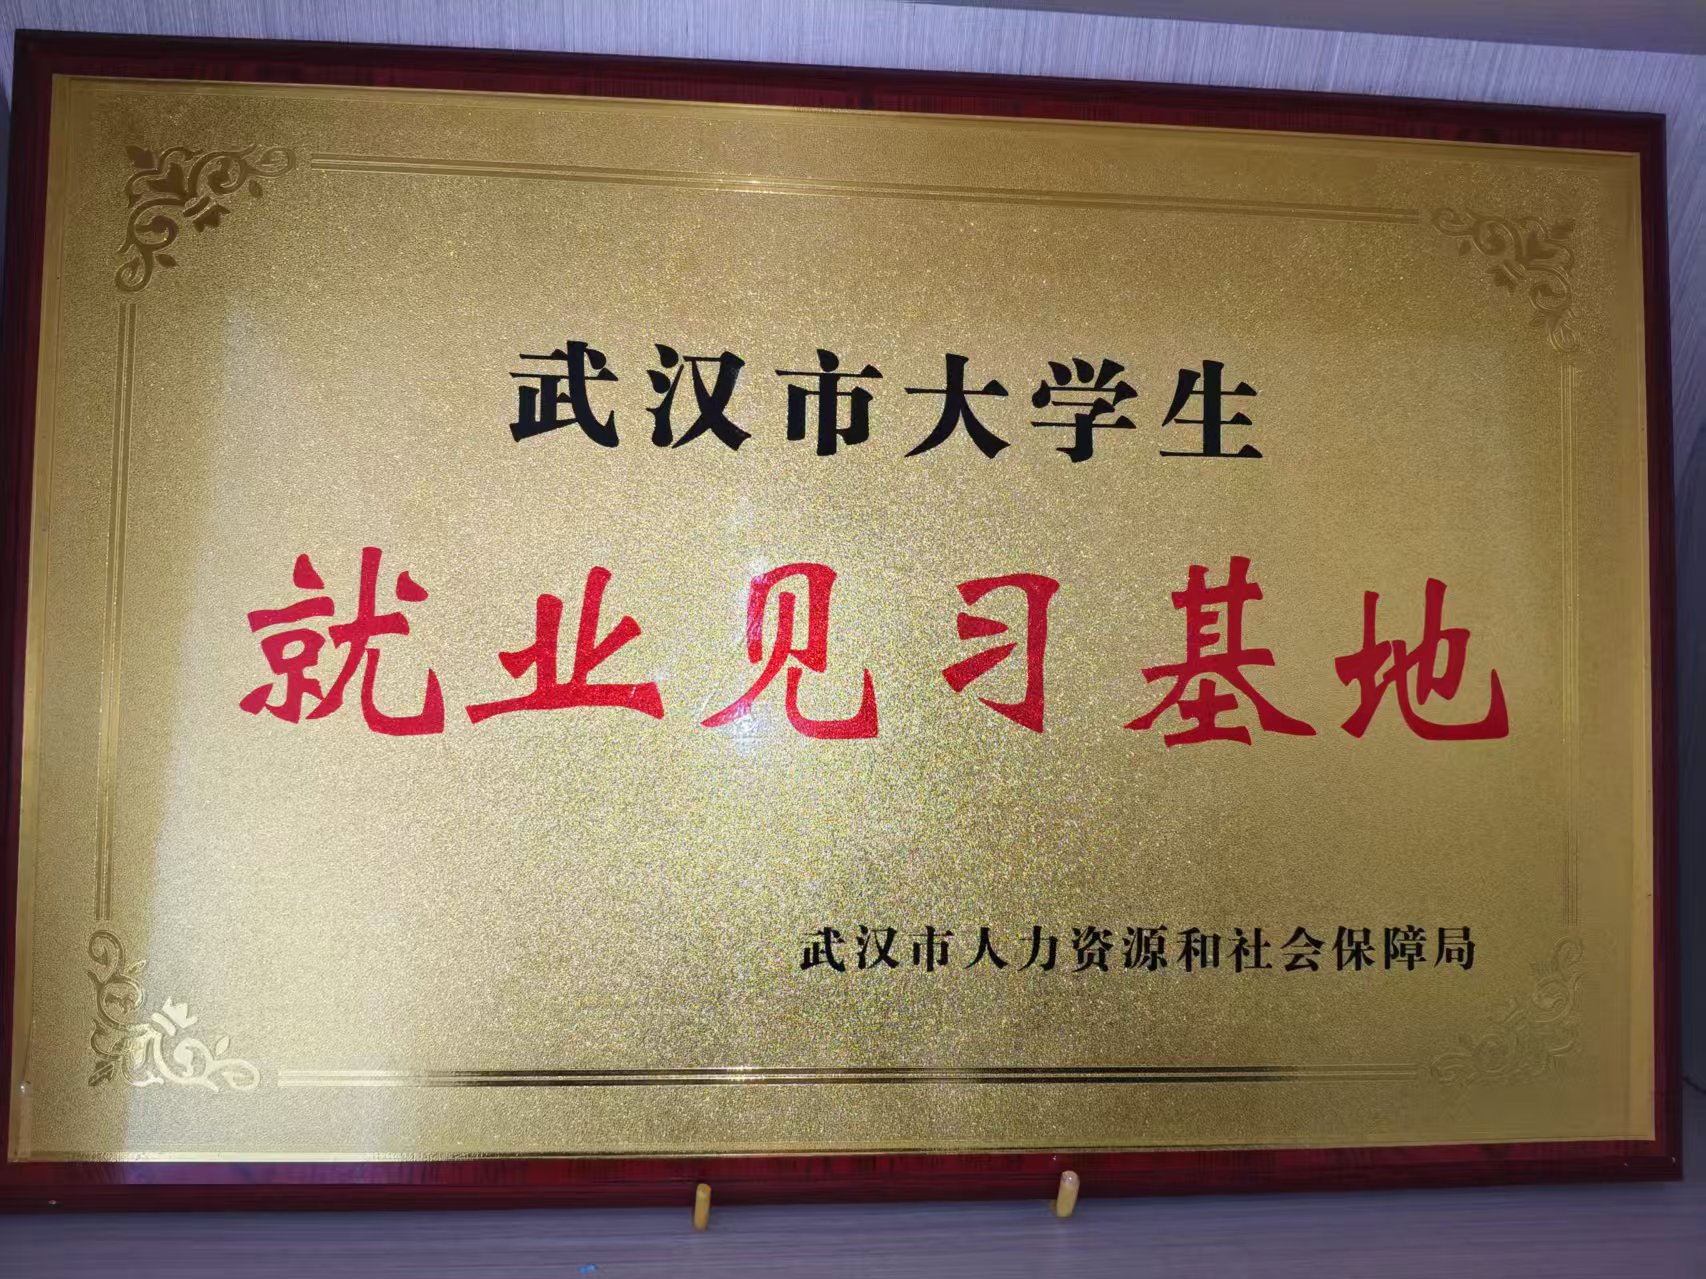 武汉市大学生
就业见习基地
武汉市人力资源和社会保障局